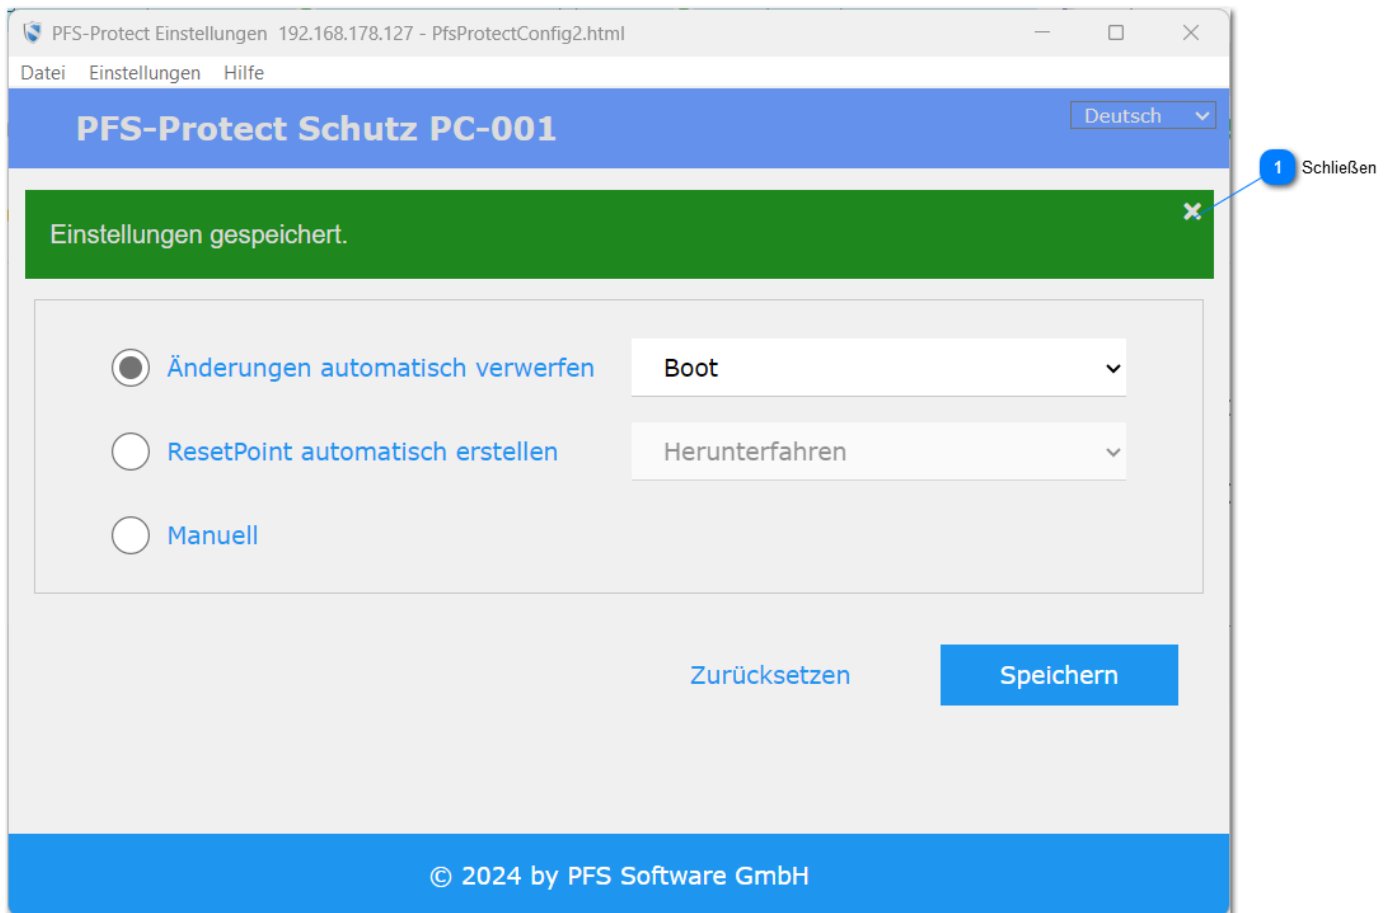 PFS-Protect Einstellungen 192.168.178.127 - PfsProtectConfig2.html
Datei Einstellungen Hilfe
PFS-Protect Schutz PC-001
Deutsch
1 Schließen
Einstellungen gespeichert.
Änderungen automatisch verwerfen Boot
ResetPoint automatisch erstellen Herunterfahren
Manuell
Zurücksetzen Speichern
© 2024 by PFS Software GmbH